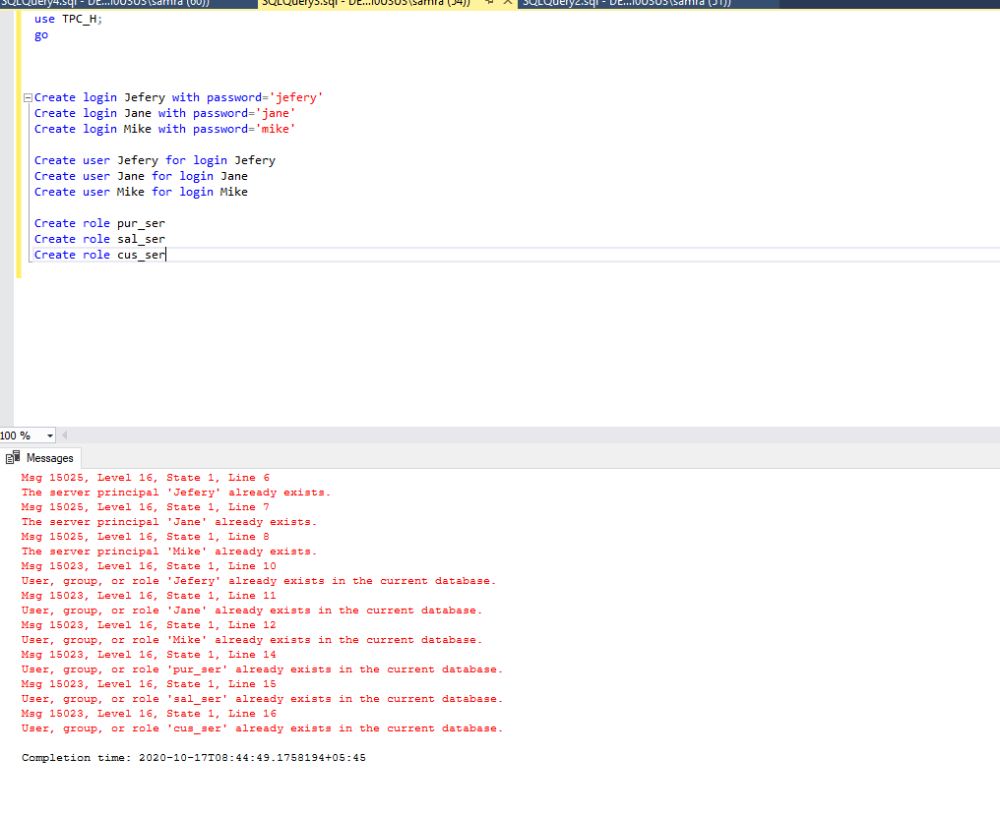 SQLQuery4.sql - DE...I0USUS\samra (60))
SQLQuery3.sql - DE...I0USUS\samra (54))
SQLQuery2.sql - DE...I0USUS\samra (51))
use TPC_H;
go
Create login Jefery with password='jefery'
Create login Jane with password='jane'
Create login Mike with password='mike'
Create user Jefery for login Jefery
Create user Jane for login Jane
Create user Mike for login Mike
Create role pur_ser
Create role sal_ser
Create role cus_ser
100 %
Messages
Msg 15025, Level 16, State 1, Line 6
The server principal 'Jefery' already exists.
Msg 15025, Level 16, State 1, Line 7
The server principal 'Jane' already exists.
Msg 15025, Level 16, State 1, Line 8
The server principal 'Mike' already exists.
Msg 15023, Level 16, State 1, Line 10
User, group, or role 'Jefery' already exists in the current database.
Msg 15023, Level 16, State 1, Line 11
User, group, or role 'Jane' already exists in the current database.
Msg 15023, Level 16, State 1, Line 12
User, group, or role 'Mike' already exists in the current database.
Msg 15023, Level 16, State 1, Line 14
User, group, or role 'pur_ser' already exists in the current database.
Msg 15023, Level 16, State 1, Line 15
User, group, or role 'sal_ser' already exists in the current database.
Msg 15023, Level 16, State 1, Line 16
User, group, or role 'cus_ser' already exists in the current database.
Completion time: 2020-10-17T08:44:49.1758194+05:45